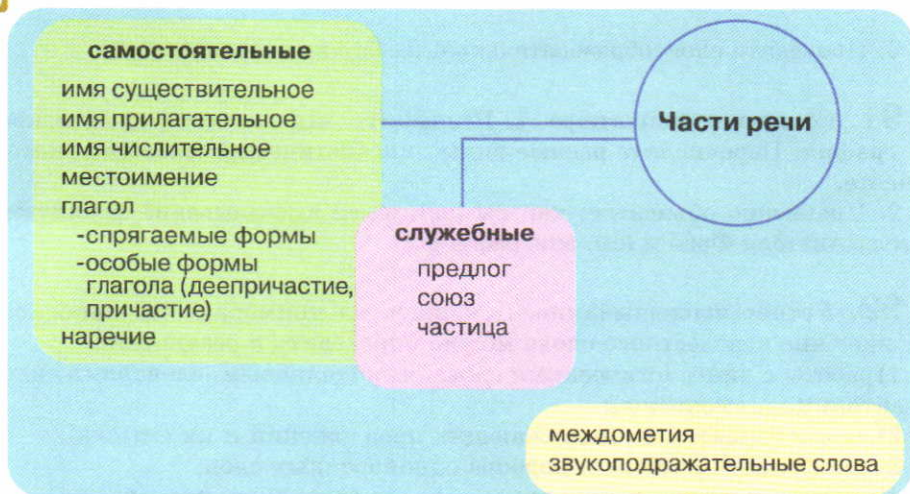 самостоятельные
имя существительное
имя прилагательное
имя числительное
местоимение
глагол
-спрягаемые формы
-особые формы
глагола (деепричастие,
причастие)
наречие
Части речи
служебные
предлог
союз
частица
междометия
звукоподражательные слова